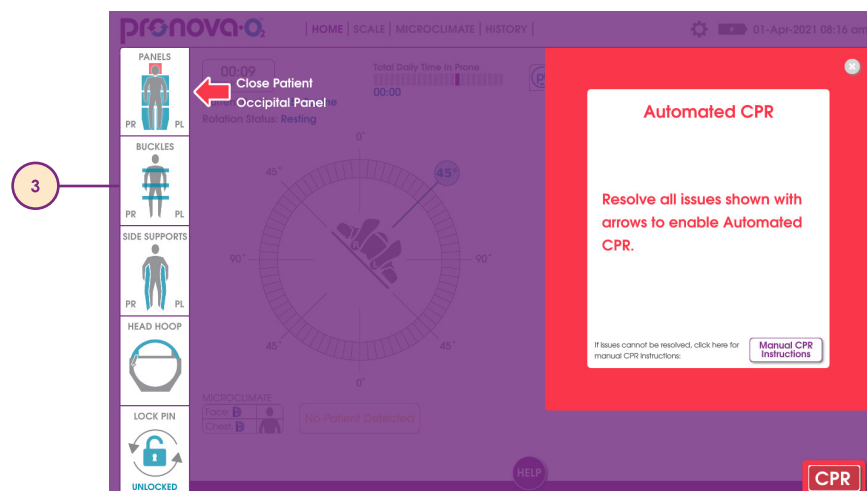 pronova·O₂ | HOME | SCALE | MICROCLIMATE | HISTORY | 01-Apr-2021 08:16 am
PANELS
PR PL
00:09
Close Patient
Occipital Panel
Total Daily Time In Prone
00:00
Rotation Status: Resting
BUCKLES
PR PL
3
SIDE SUPPORTS
PR PL
HEAD HOOP
LOCK PIN
UNLOCKED
0°
45°
45°
90°
90°
45°
45°
0°
MICROCLIMATE
Face:
Chest:
No Patient Detected
HELP
Automated CPR
Resolve all issues shown with
arrows to enable Automated
CPR.
If issues cannot be resolved, click here for
manual CPR instructions:
Manual CPR
Instructions
CPR